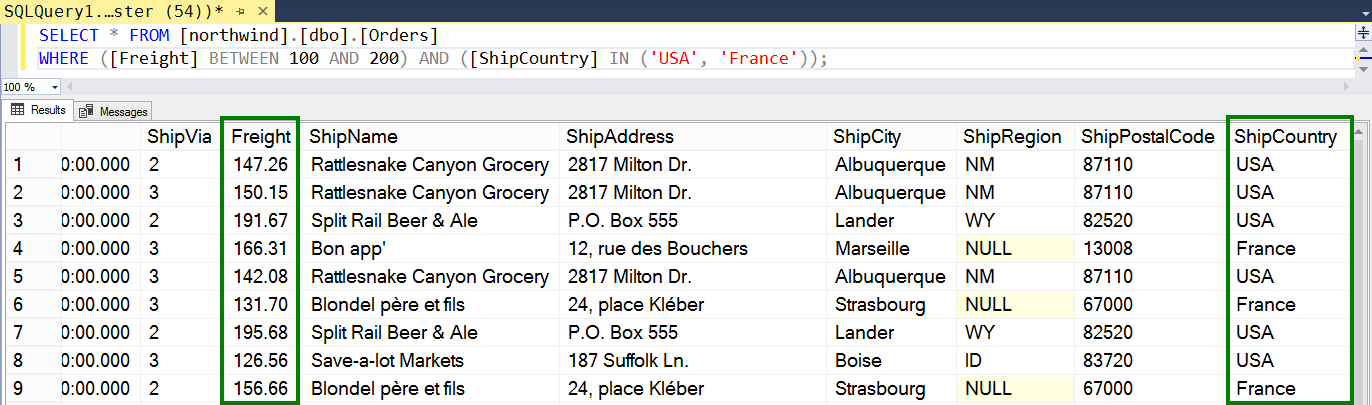 SQLQuery1....ster (54))*
SELECT * FROM [northwind].[dbo].[Orders]
WHERE ([Freight] BETWEEN 100 AND 200) AND ([ShipCountry] IN ('USA', 'France'));
100 %
Results Messages
ShipVia Freight ShipName ShipAddress ShipCity ShipRegion ShipPostalCode ShipCountry
1 0:00.000 2 147.26 Rattlesnake Canyon Grocery 2817 Milton Dr. Albuquerque NM 87110 USA
2 0:00.000 3 150.15 Rattlesnake Canyon Grocery 2817 Milton Dr. Albuquerque NM 87110 USA
3 0:00.000 2 191.67 Split Rail Beer & Ale P.O. Box 555 Lander WY 82520 USA
4 0:00.000 3 166.31 Bon app' 12, rue des Bouchers Marseille NULL 13008 France
5 0:00.000 3 142.08 Rattlesnake Canyon Grocery 2817 Milton Dr. Albuquerque NM 87110 USA
6 0:00.000 3 131.70 Blondel père et fils 24, place Kléber Strasbourg NULL 67000 France
7 0:00.000 2 195.68 Split Rail Beer & Ale P.O. Box 555 Lander WY 82520 USA
8 0:00.000 3 126.56 Save-a-lot Markets 187 Suffolk Ln. Boise ID 83720 USA
9 0:00.000 2 156.66 Blondel père et fils 24, place Kléber Strasbourg NULL 67000 France